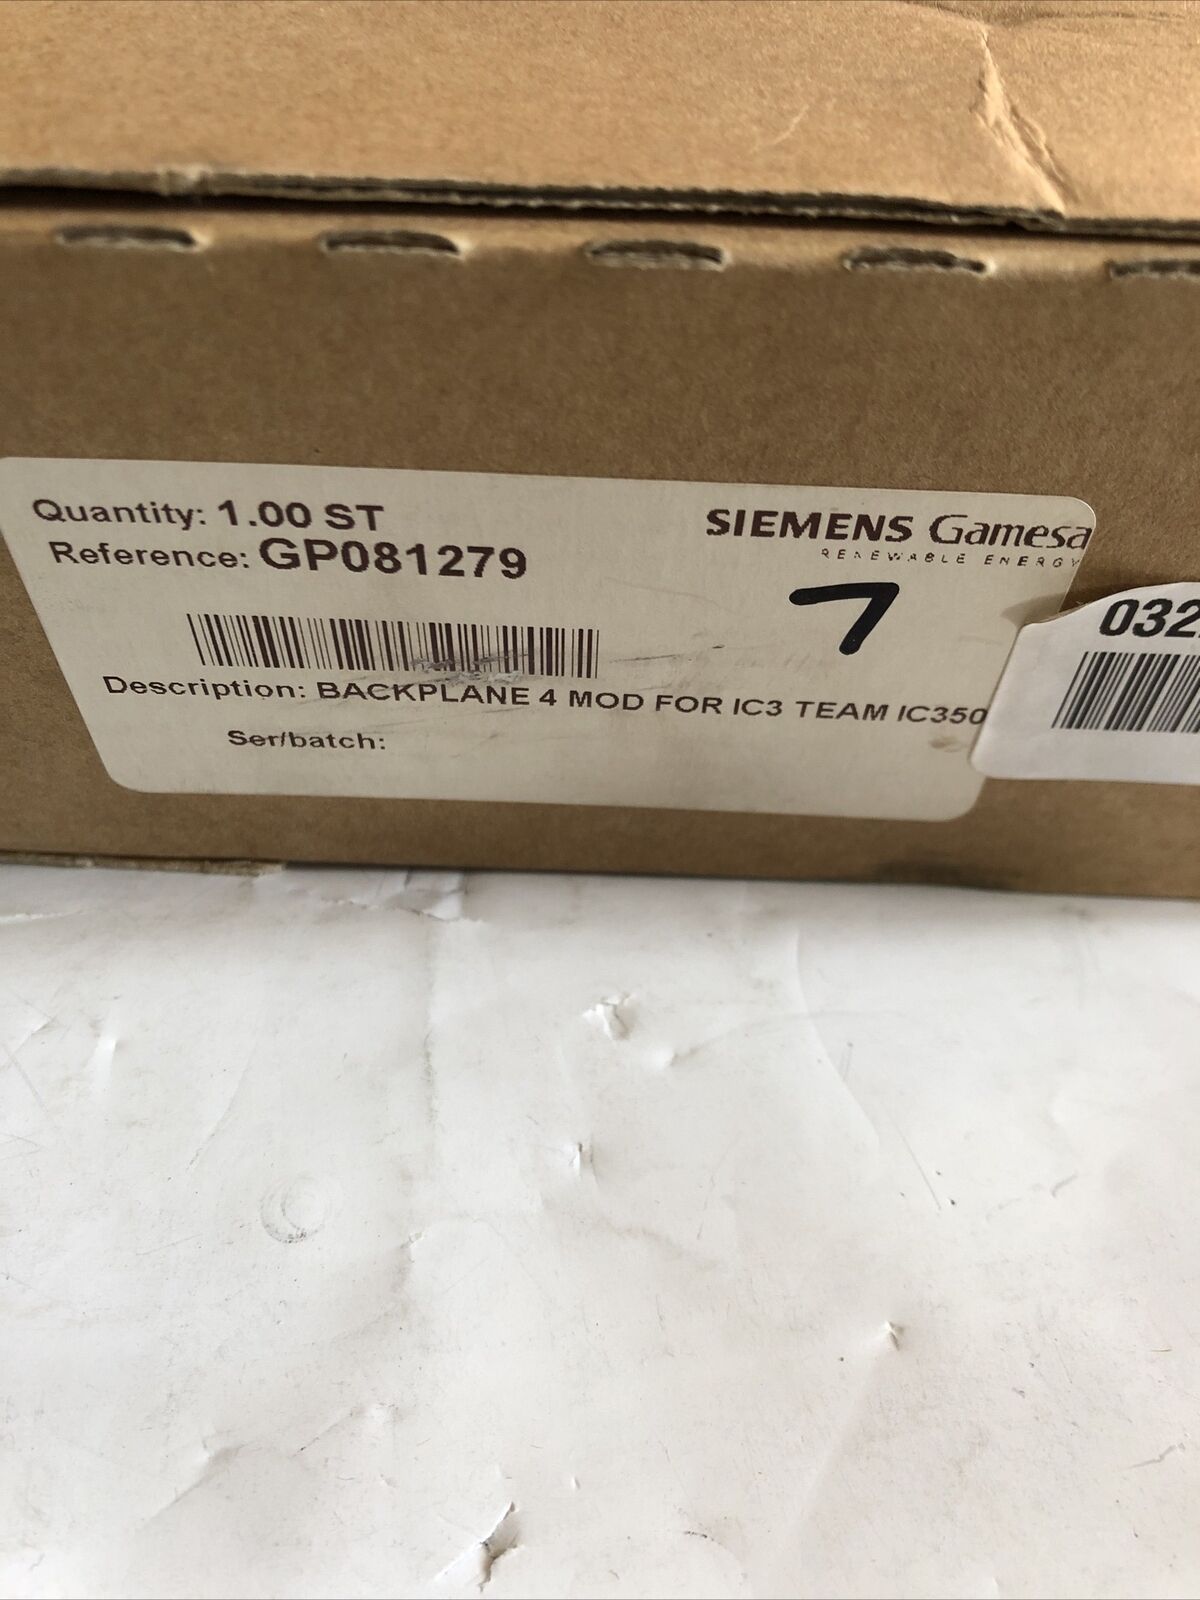 Quantity: 1.00 ST
Reference: GP081279
SIEMENS Gamesa
RENEWABLE ENERGY
7
032
Description: BACKPLANE 4 MOD FOR IC3 TEAM IC350
Ser/batch: